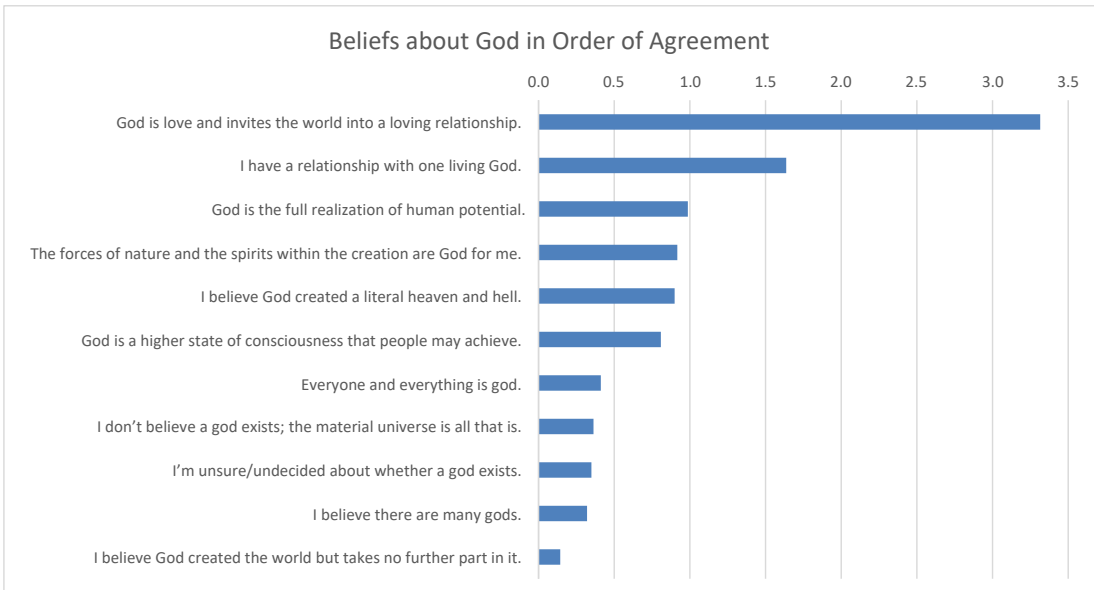 Beliefs about God in Order of Agreement
0.0 0.5 1.0 1.5 2.0 2.5 3.0 3.5
God is love and invites the world into a loving relationship.
I have a relationship with one living God.
God is the full realization of human potential.
The forces of nature and the spirits within the creation are God for me.
I believe God created a literal heaven and hell.
God is a higher state of consciousness that people may achieve.
Everyone and everything is god.
I don’t believe a god exists; the material universe is all that is.
I’m unsure/undecided about whether a god exists.
I believe there are many gods.
I believe God created the world but takes no further part in it.